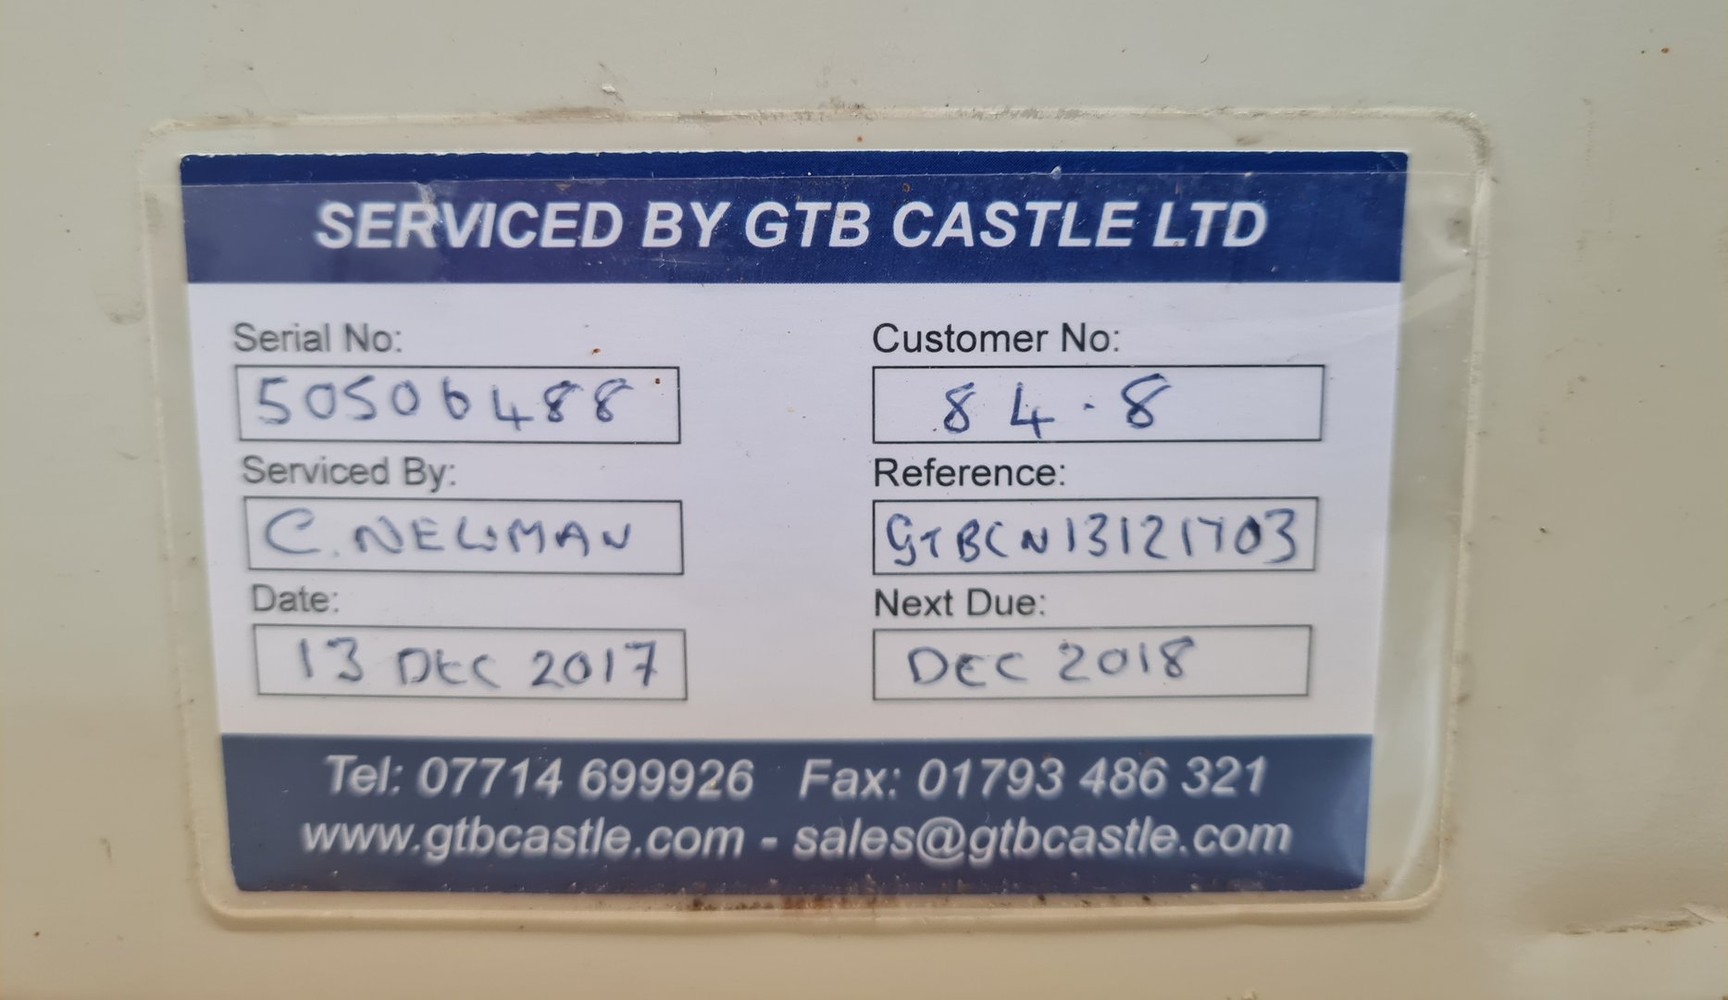 SERVICED BY GTB CASTLE LTD
Serial No: Customer No:
50506488 84-8
Serviced By: Reference:
C. NEWMAN GTBCN13121703
Date: Next Due:
13 DEC 2017 DEC 2018
Tel: 07714 699926 Fax: 01793 486 321
www.gtbcastle.com - sales@gtbcastle.com